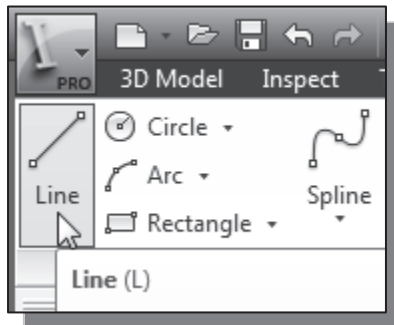 PRO 3D Model Inspect
Circle
Arc
Line Spline
Rectangle
Line (L)